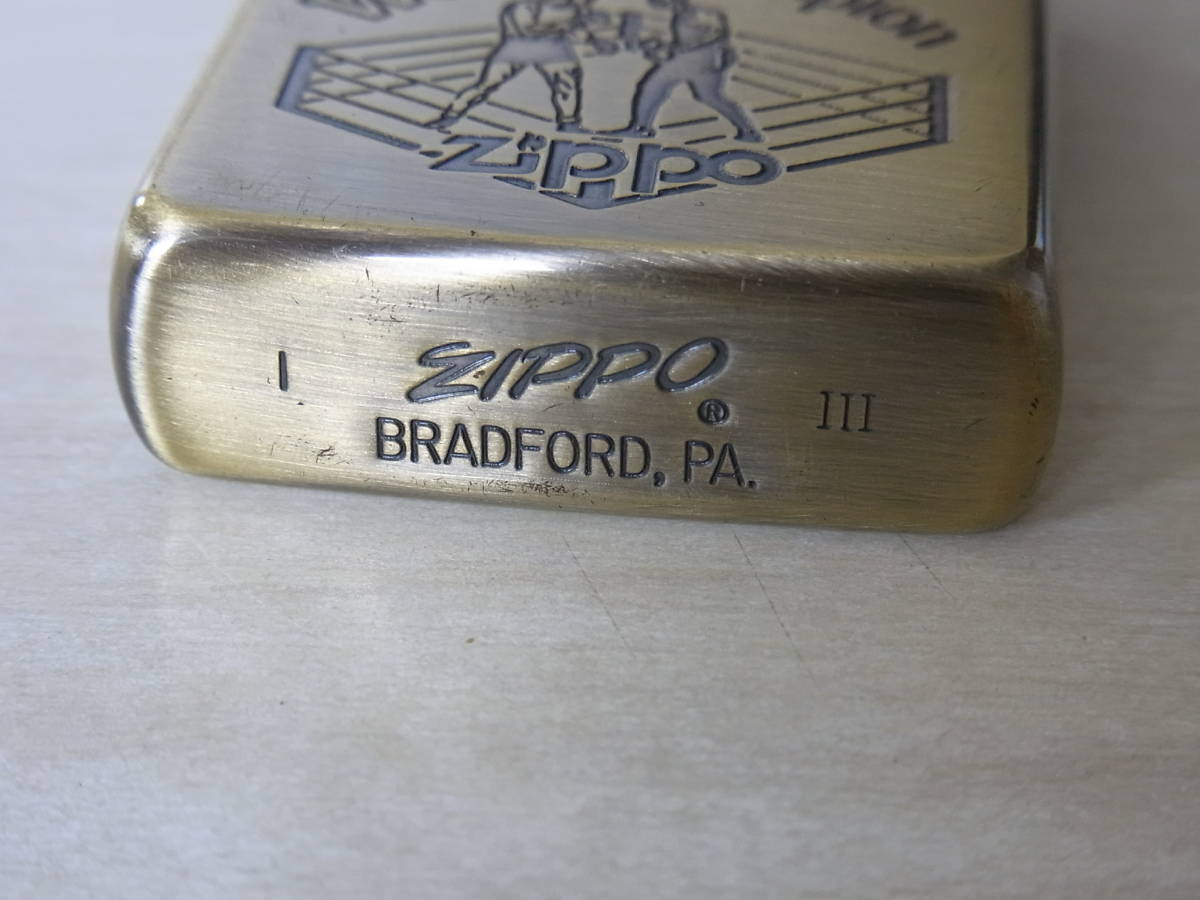 zippo
ZIPPO
®
I III
BRADFORD, PA.